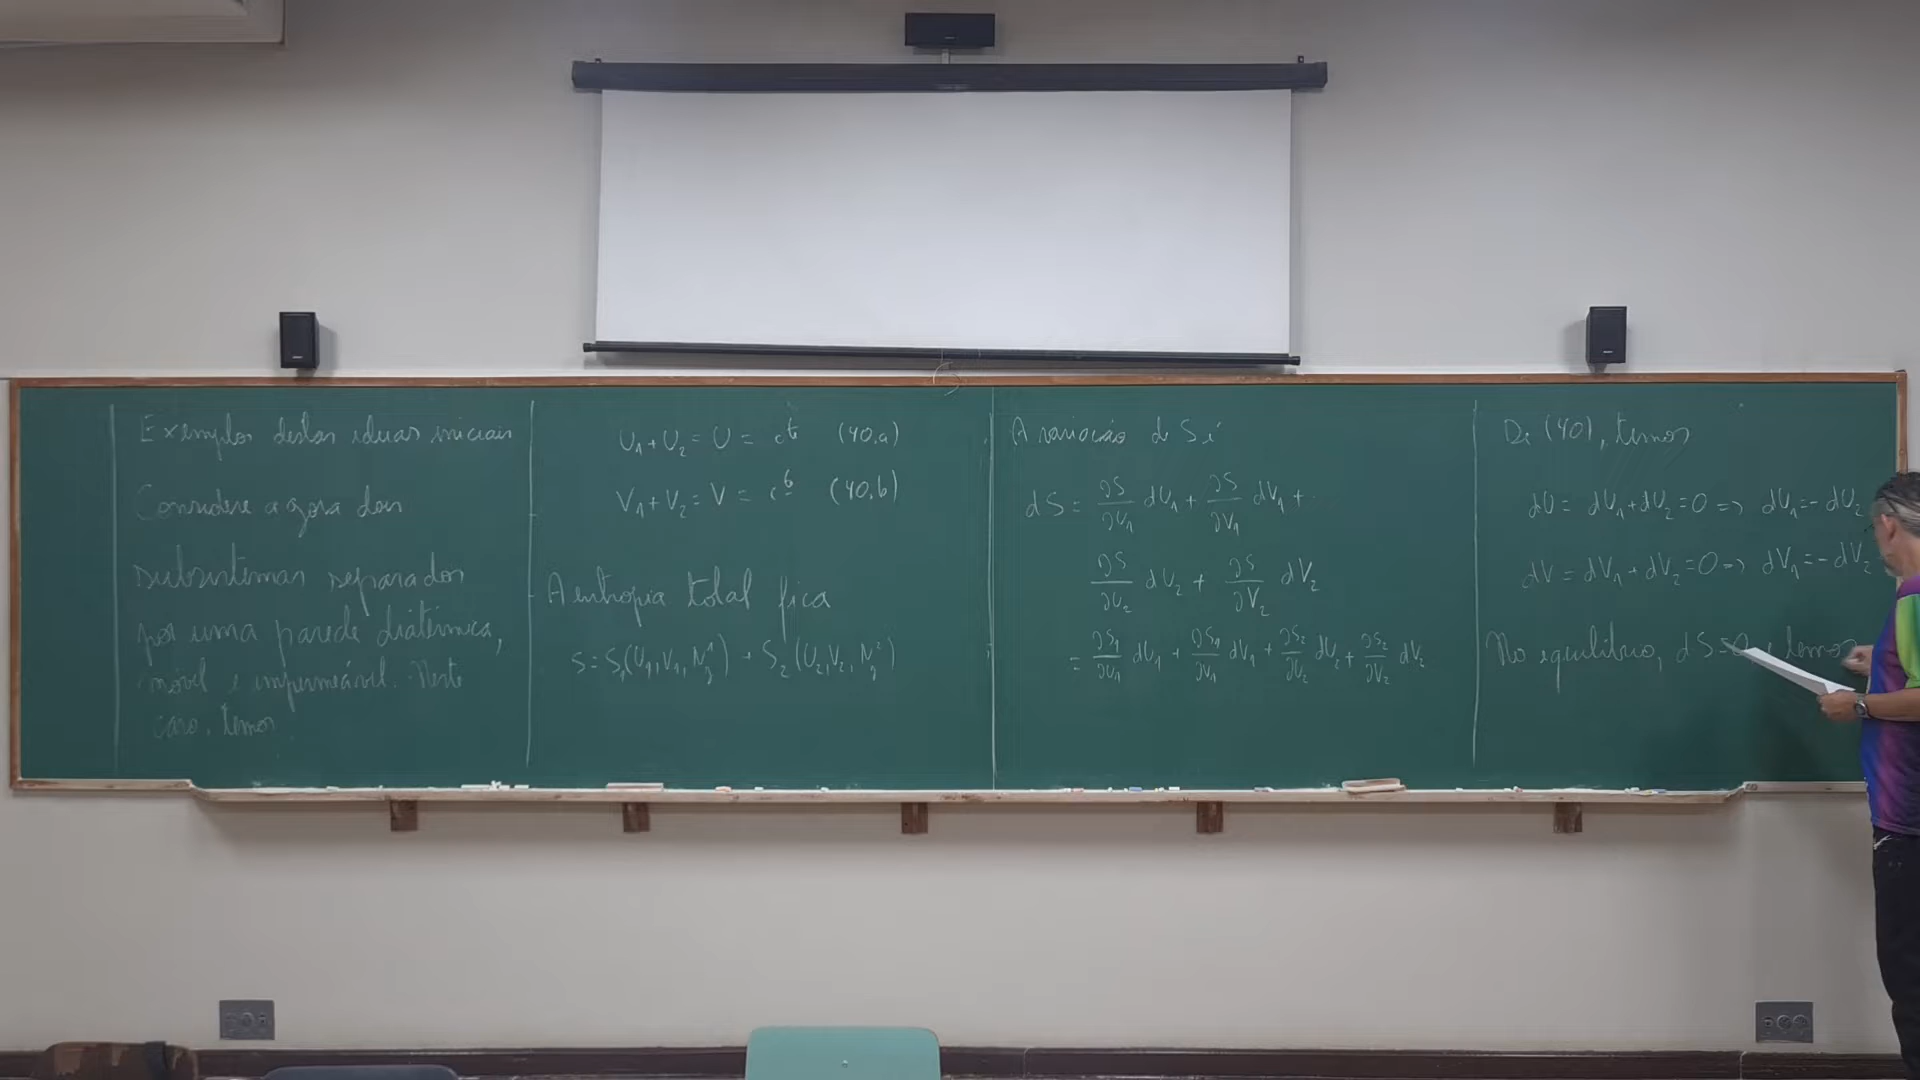 Exemplos destas ideias iniciais
Considere agora dois
subsistemas separados
por uma parede diatérmica,
móvel e impermeável. Neste
caso, temos
U₁ + U₂ = U = cᵗᵉ (40.a)
V₁ + V₂ = V = cᵗᵉ (40.b)
A entropia total fica
S = S₁(U₁, V₁, N_j¹) + S₂(U₂, V₂, N_j²)
A variação de S é
dS = ∂S/∂U₁ dU₁ + ∂S/∂V₁ dV₁ + ...
∂S/∂U₂ dU₂ + ∂S/∂V₂ dV₂
= ∂S₁/∂U₁ dU₁ + ∂S₁/∂V₁ dV₁ + ∂S₂/∂U₂ dU₂ + ∂S₂/∂V₂ dV₂
De (40), temos
dU = dU₁ + dU₂ = 0 => dU₁ = - dU₂
dV = dV₁ + dV₂ = 0 => dV₁ = - dV₂
No equilíbrio, dS = 0 e temos